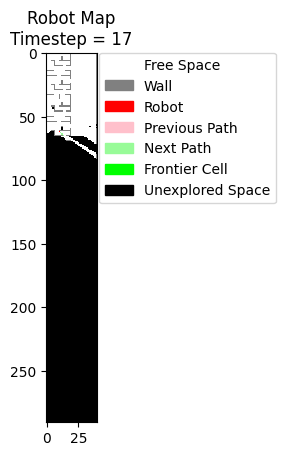 Robot Map
Timestep = 17
Free Space
Wall
Robot
Previous Path
Next Path
Frontier Cell
Unexplored Space
0
50
100
150
200
250
0 25